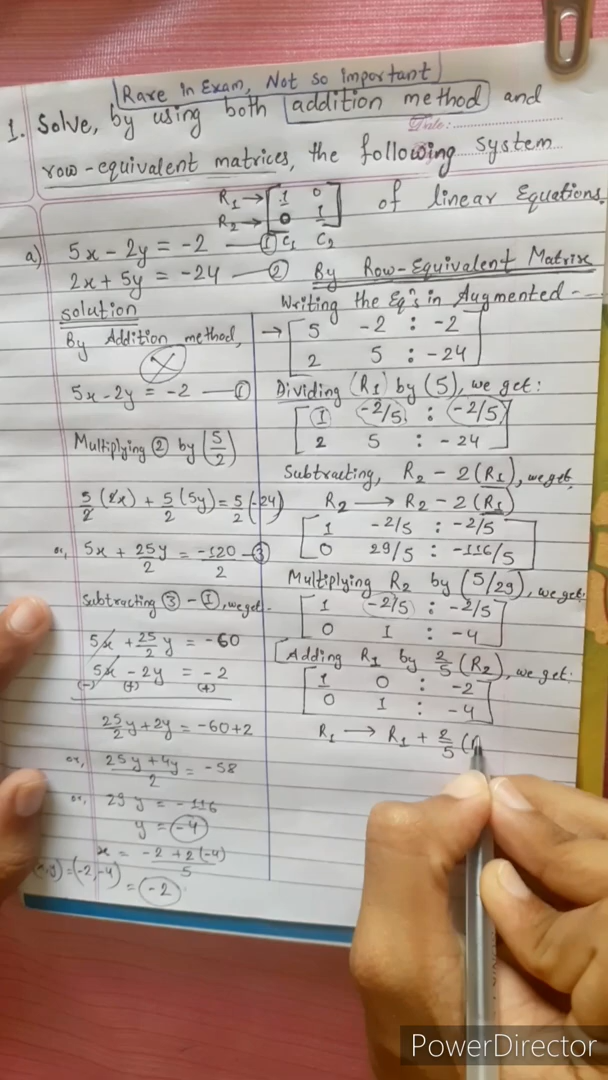 Rare in Exam, Not so important
1. Solve, by using both addition method and
Date:
row-equivalent matrices, the following system
of linear Equations.
R1 → [1 0
R2 → 0 1]
C1 C2
a) 5x - 2y = -2 — ①
2x + 5y = -24 — ②
solution
By Addition method,
5x - 2y = -2 — ①
Multiplying ② by (5/2)
5/2 (2x) + 5/2 (5y) = 5/2 (-24)
or, 5x + 25y/2 = -120/2 - ③
Subtracting ③ - ①, we get.
5x + 25/2 y = -60
5x - 2y = -2
(-) (+) (+)
25/2 y + 2y = -60+2
or, 25y + 4y/2 = -58
or, 29y = -116
y = -4
x = -2 + 2(-4)/5
(x,y) = (-2,-4)
= -2
By Row-Equivalent Matrix
Writing the Eqns in Augmented -
→ [5 -2 : -2
2 5 : -24]
Dividing (R1) by (5), we get:
[1 -2/5 : -2/5
2 5 : -24]
Subtracting, R2 - 2(R1), we get,
R2 → R2 - 2(R1)
[1 -2/5 : -2/5
0 29/5 : -116/5]
Multiplying R2 by (5/29), we get:
[1 -2/5 : -2/5
0 1 : -4]
[Adding R1 by 2/5 (R2), we get:
[1 0 : -2
0 1 : -4]
R1 → R1 + 2/5 (
PowerDirector